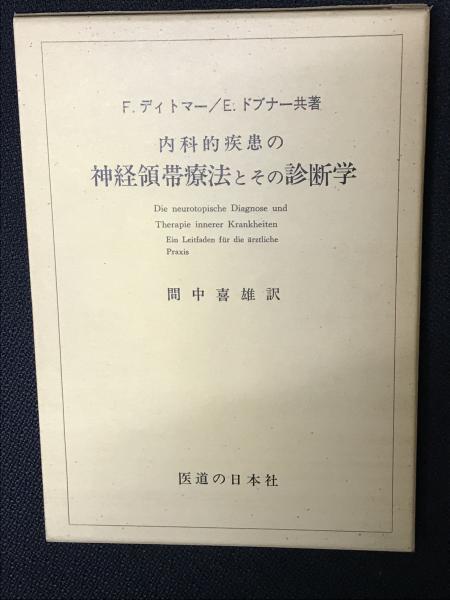 F. ディトマー/E. ドブナー共著
内科的疾患の
神経領帯療法とその診断学
Die neurotopische Diagnose und
Therapie innerer Krankheiten
Ein Leitfaden für die ärztliche
Praxis
間中喜雄訳
医道の日本社